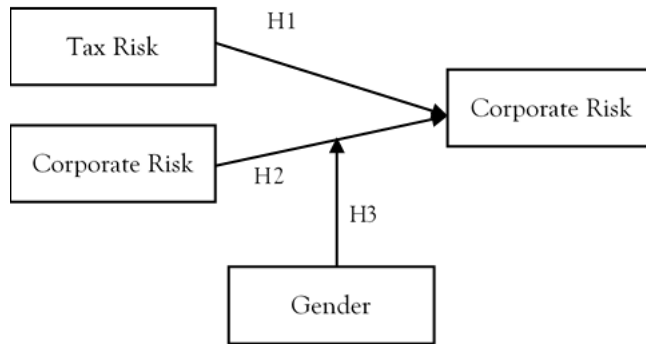 H1
Tax Risk
Corporate Risk
Corporate Risk
H2
H3
Gender